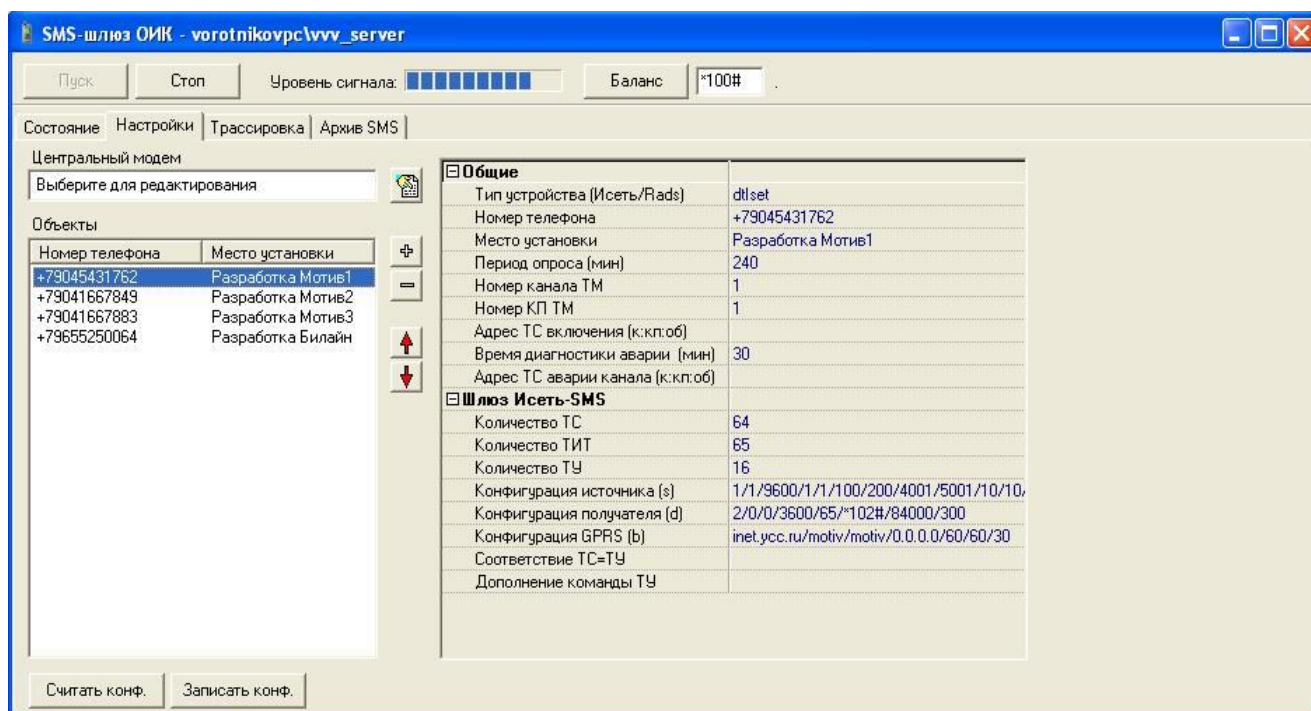 SMS-шлюз ОИК - vorotnikovpc\vvv_server
Пуск Стоп Уровень сигнала: Баланс *100# .
Состояние Настройки Трассировка Архив SMS
Центральный модем
Выберите для редактирования
Объекты
Номер телефона Место установки
+79045431762 Разработка Мотив1
+79041667849 Разработка Мотив2
+79041667883 Разработка Мотив3
+79655250064 Разработка Билайн
Общие
Тип устройства (Исеть/Rads) dtlset
Номер телефона +79045431762
Место установки Разработка Мотив1
Период опроса (мин) 240
Номер канала ТМ 1
Номер КП ТМ 1
Адрес ТС включения (к:кп:об)
Время диагностики аварии (мин) 30
Адрес ТС аварии канала (к:кп:об)
Шлюз Исеть-SMS
Количество ТС 64
Количество ТИТ 65
Количество ТУ 16
Конфигурация источника (s) 1/1/9600/1/1/100/200/4001/5001/10/10/
Конфигурация получателя (d) 2/0/0/3600/65/*102#/84000/300
Конфигурация GPRS (b) inet.ycc.ru/motiv/motiv/0.0.0.0/60/60/30
Соответствие ТС=ТУ
Дополнение команды ТУ
Считать конф. Записать конф.